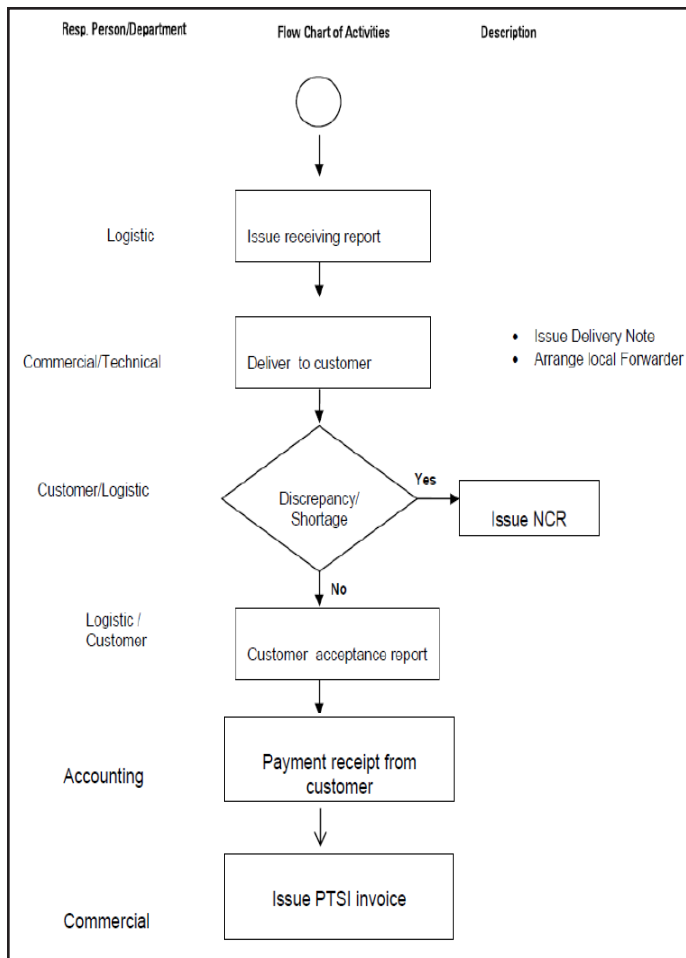 Resp. Person/Department Flow Chart of Activities Description
Logistic
Issue receiving report
Commercial/Technical
Deliver to customer
• Issue Delivery Note
• Arrange local Forwarder
Customer/Logistic
Discrepancy/
Shortage
Yes
Issue NCR
No
Logistic /
Customer
Customer acceptance report
Accounting
Payment receipt from
customer
Commercial
Issue PTSI invoice